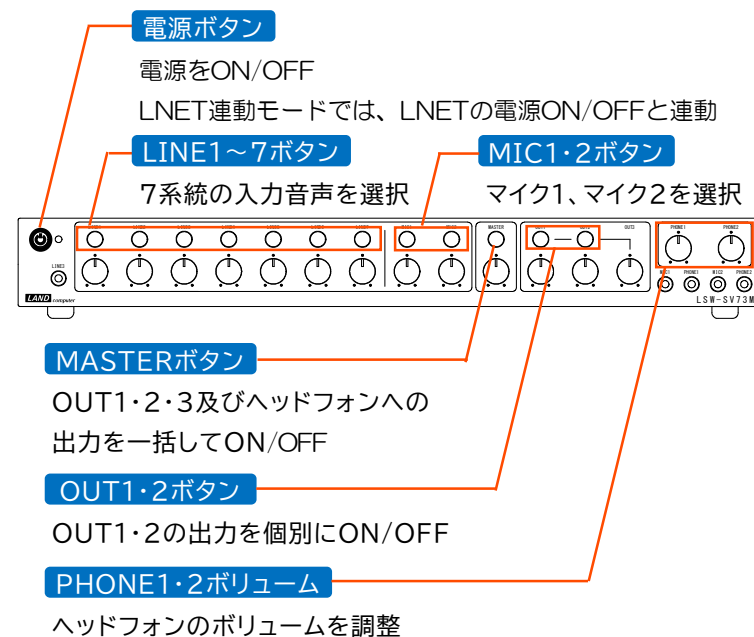 電源ボタン
電源をON/OFF
LNET連動モードでは、LNETの電源ON/OFFと連動
LINE1～7ボタン
7系統の入力音声を選択
MIC1・2ボタン
マイク1、マイク2を選択
MASTER
OUT3
PHONE1
PHONE2
LINE3
MIC1 PHONE1 MIC2 PHONE2
LAND computer
LSW-SV73M
MASTERボタン
OUT1・2・3及びヘッドフォンへの
出力を一括してON/OFF
OUT1・2ボタン
OUT1・2の出力を個別にON/OFF
PHONE1・2ボリューム
ヘッドフォンのボリュームを調整